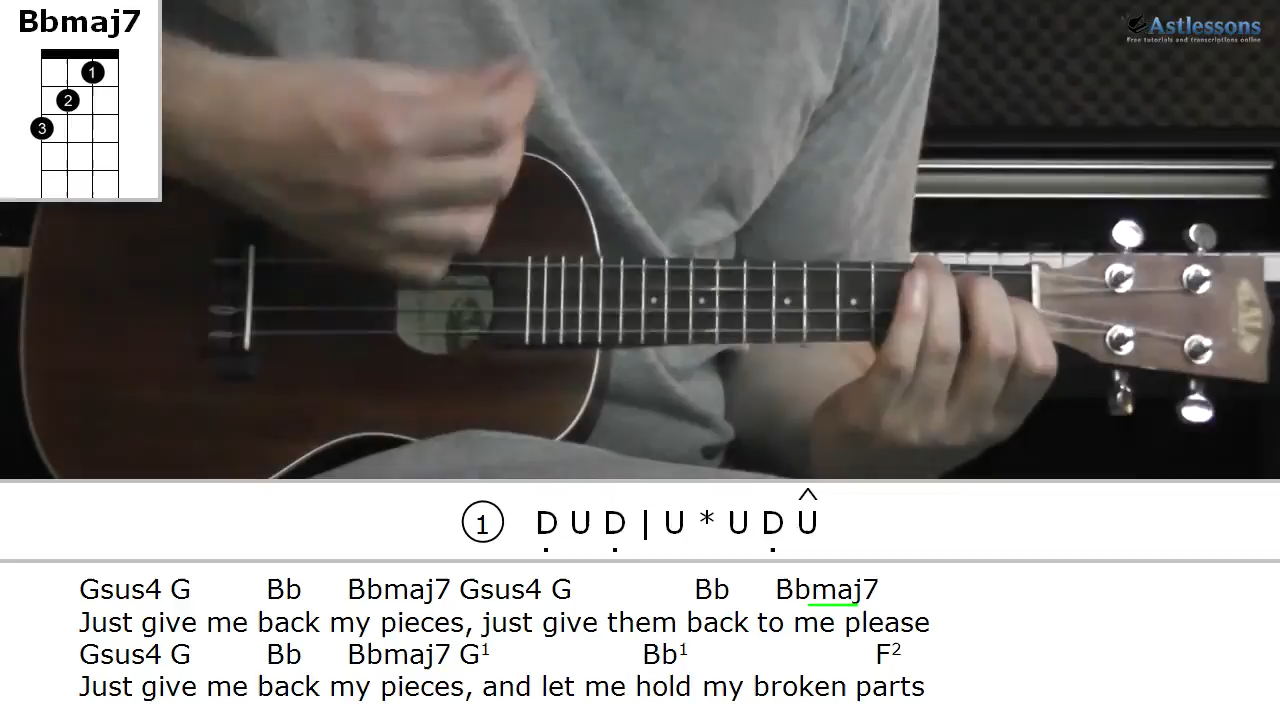 Bbmaj7
1
2
3
Astlessons
Free tutorials and transcriptions online
1 D U D | U * U D U
Gsus4 G Bb Bbmaj7 Gsus4 G Bb Bbmaj7
Just give me back my pieces, just give them back to me please
Gsus4 G Bb Bbmaj7 G¹ Bb¹ F²
Just give me back my pieces, and let me hold my broken parts